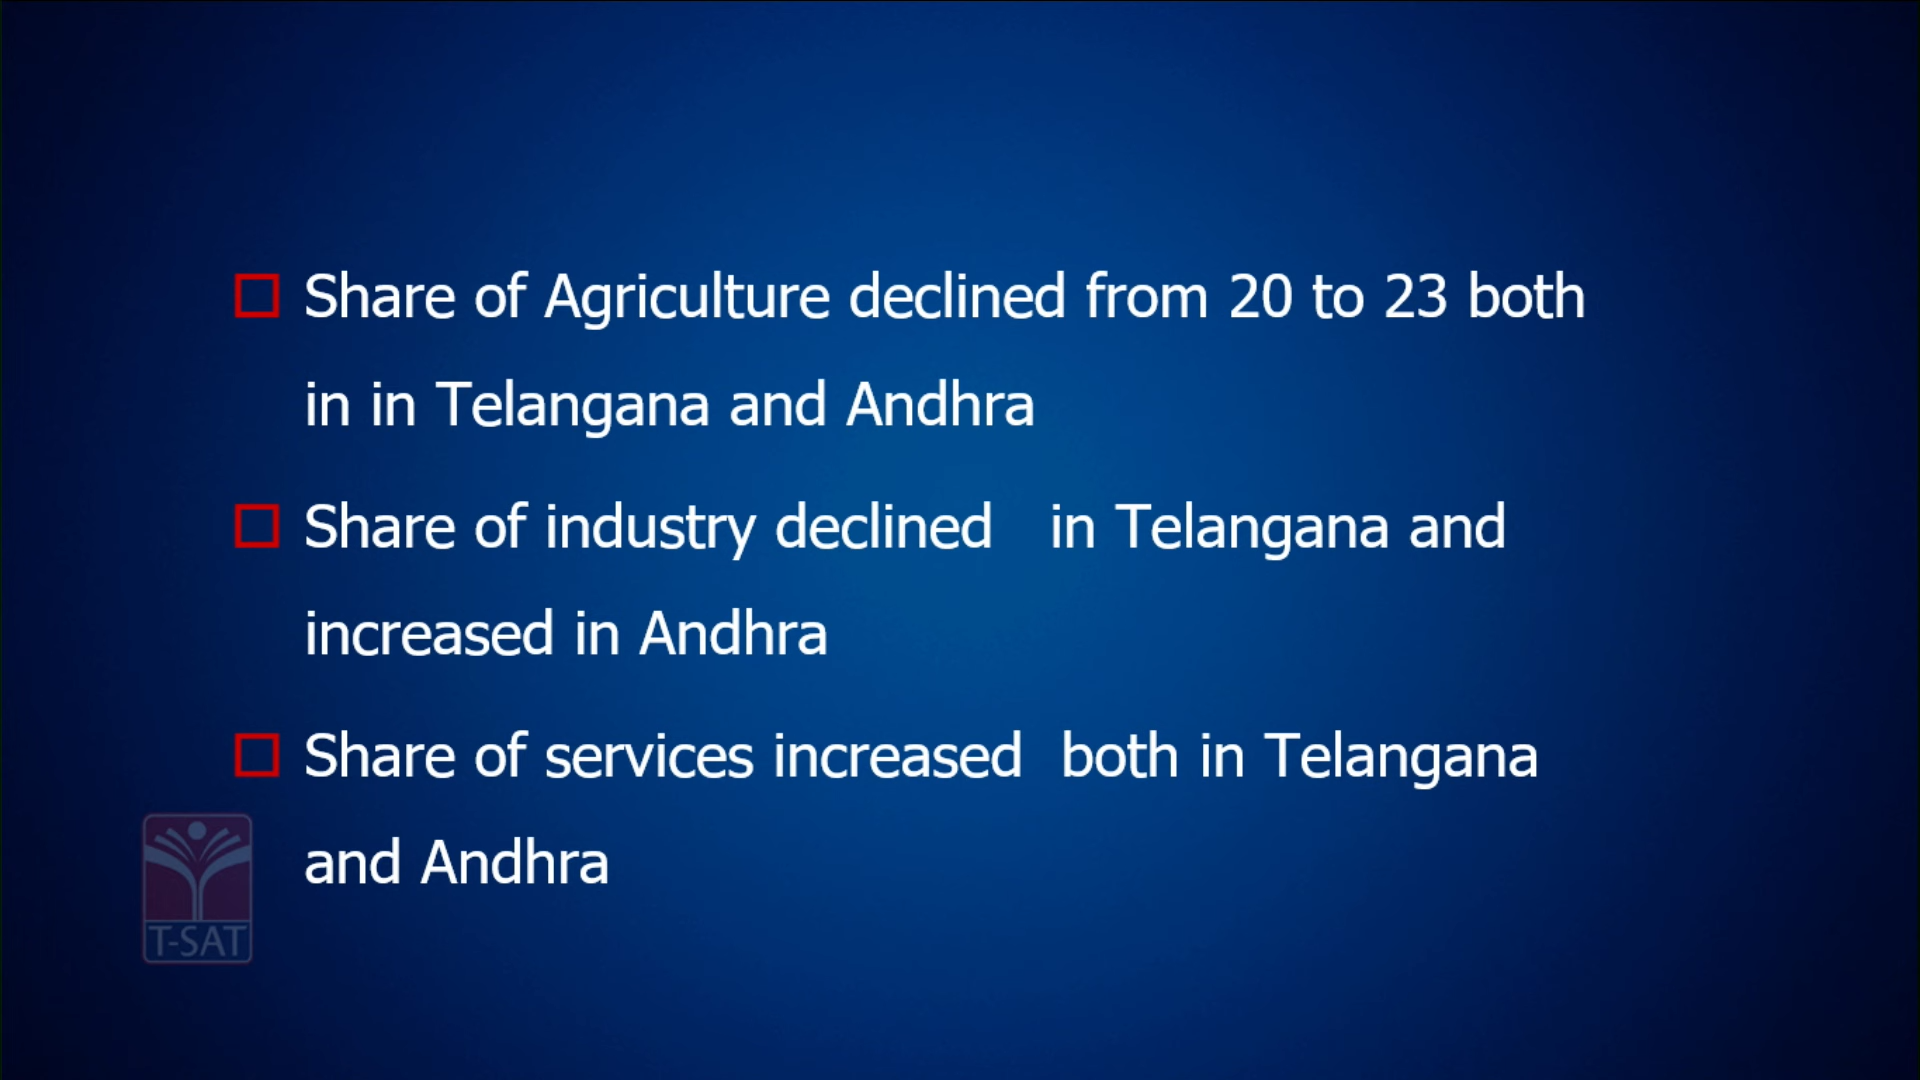 Share of Agriculture declined from 20 to 23 both
in in Telangana and Andhra
Share of industry declined in Telangana and
increased in Andhra
Share of services increased both in Telangana
and Andhra
T-SAT